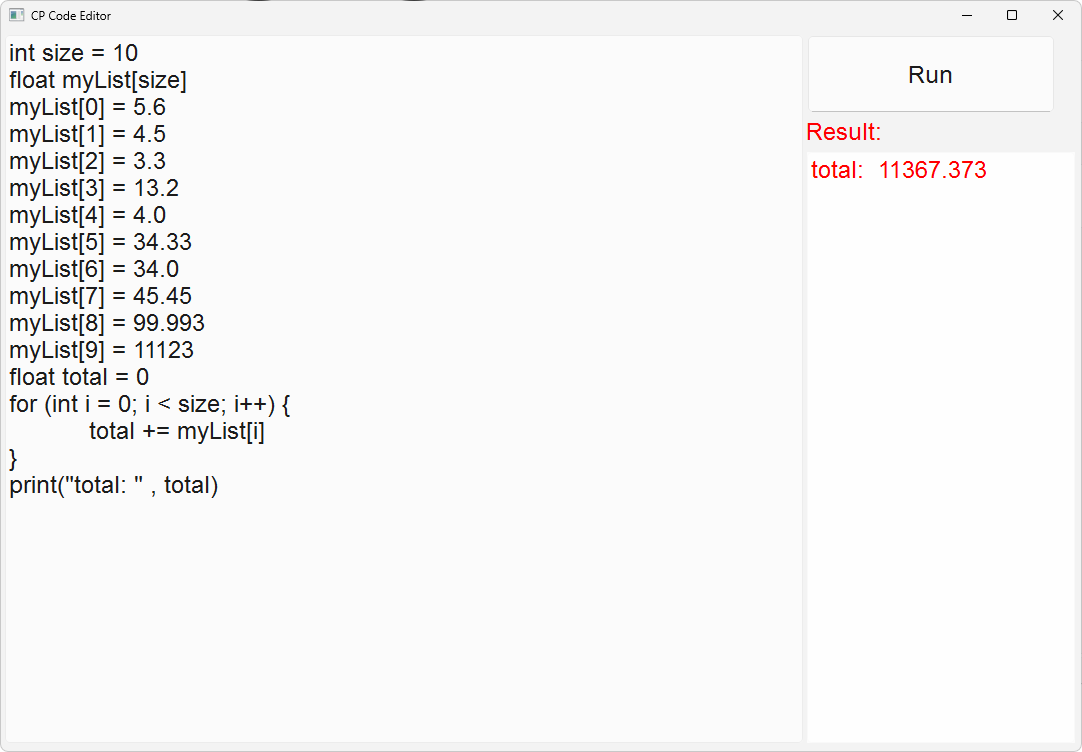 CP Code Editor
int size = 10
float myList[size]
myList[0] = 5.6
myList[1] = 4.5
myList[2] = 3.3
myList[3] = 13.2
myList[4] = 4.0
myList[5] = 34.33
myList[6] = 34.0
myList[7] = 45.45
myList[8] = 99.993
myList[9] = 11123
float total = 0
for (int i = 0; i < size; i++) {
total += myList[i]
}
print("total: " , total)
Run
Result:
total:  11367.373